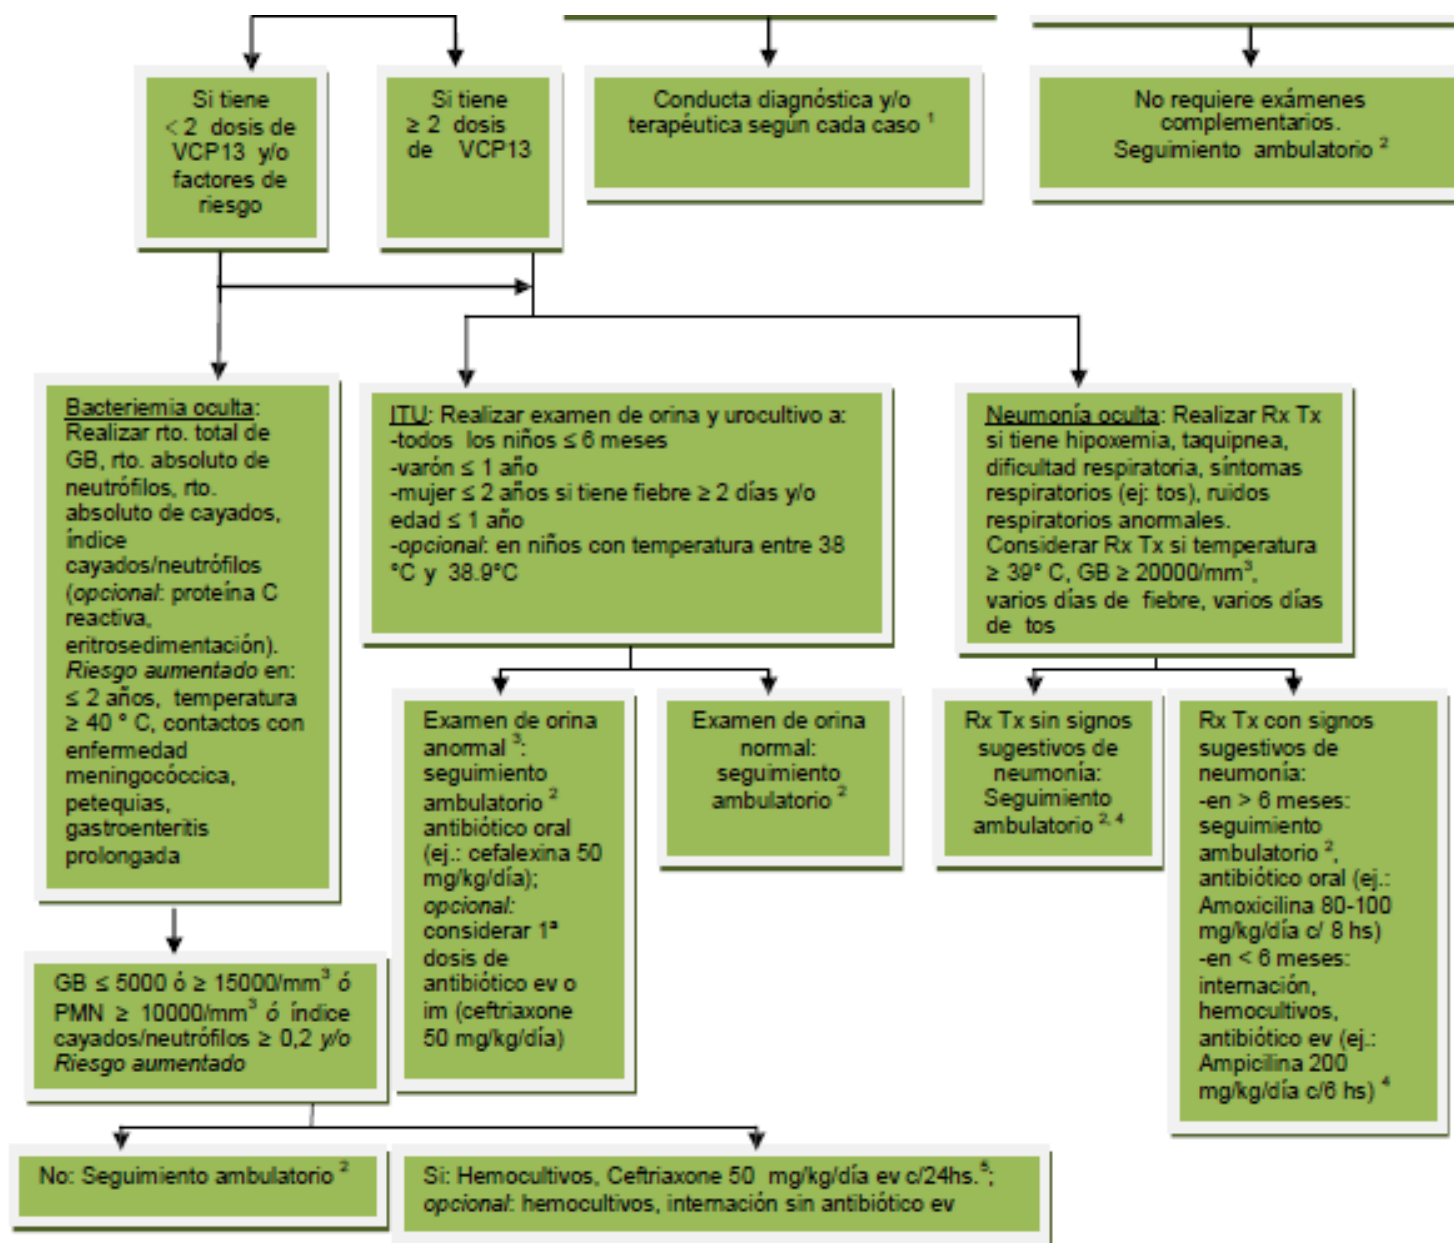 Si tiene
< 2 dosis de
VCP13 y/o
factores de
riesgo
Si tiene
≥ 2 dosis
de VCP13
Conducta diagnóstica y/o
terapéutica según cada caso ¹
No requiere exámenes
complementarios.
Seguimiento ambulatorio ²
Bacteriemia oculta:
Realizar rto. total de
GB, rto. absoluto de
neutrófilos, rto.
absoluto de cayados,
índice
cayados/neutrófilos
(opcional: proteína C
reactiva,
eritrosedimentación).
Riesgo aumentado en:
≤ 2 años, temperatura
≥ 40 ° C, contactos con
enfermedad
meningocóccica,
petequias,
gastroenteritis
prolongada
ITU: Realizar examen de orina y urocultivo a:
-todos los niños ≤ 6 meses
-varón ≤ 1 año
-mujer ≤ 2 años si tiene fiebre ≥ 2 días y/o
edad ≤ 1 año
-opcional: en niños con temperatura entre 38
°C y 38.9°C
Neumonía oculta: Realizar Rx Tx
si tiene hipoxemia, taquipnea,
dificultad respiratoria, síntomas
respiratorios (ej: tos), ruidos
respiratorios anormales.
Considerar Rx Tx si temperatura
≥ 39° C, GB ≥ 20000/mm³,
varios días de fiebre, varios días
de tos
Examen de orina
anormal ³:
seguimiento
ambulatorio ²
antibiótico oral
(ej.: cefalexina 50
mg/kg/día);
opcional:
considerar 1ª
dosis de
antibiótico ev o
im (ceftriaxone
50 mg/kg/día)
Examen de orina
normal:
seguimiento
ambulatorio ²
Rx Tx sin signos
sugestivos de
neumonía:
Seguimiento
ambulatorio ²,⁴
Rx Tx con signos
sugestivos de
neumonía:
-en > 6 meses:
seguimiento
ambulatorio ²,
antibiótico oral (ej.:
Amoxicilina 80-100
mg/kg/día c/ 8 hs)
-en < 6 meses:
internación,
hemocultivos,
antibiótico ev (ej.:
Ampicilina 200
mg/kg/día c/6 hs) ⁴
GB ≤ 5000 ó ≥ 15000/mm³ ó
PMN ≥ 10000/mm³ ó índice
cayados/neutrófilos ≥ 0,2 y/o
Riesgo aumentado
No: Seguimiento ambulatorio ²
Si: Hemocultivos, Ceftriaxone 50 mg/kg/día ev c/24hs.⁵;
opcional: hemocultivos, internación sin antibiótico ev